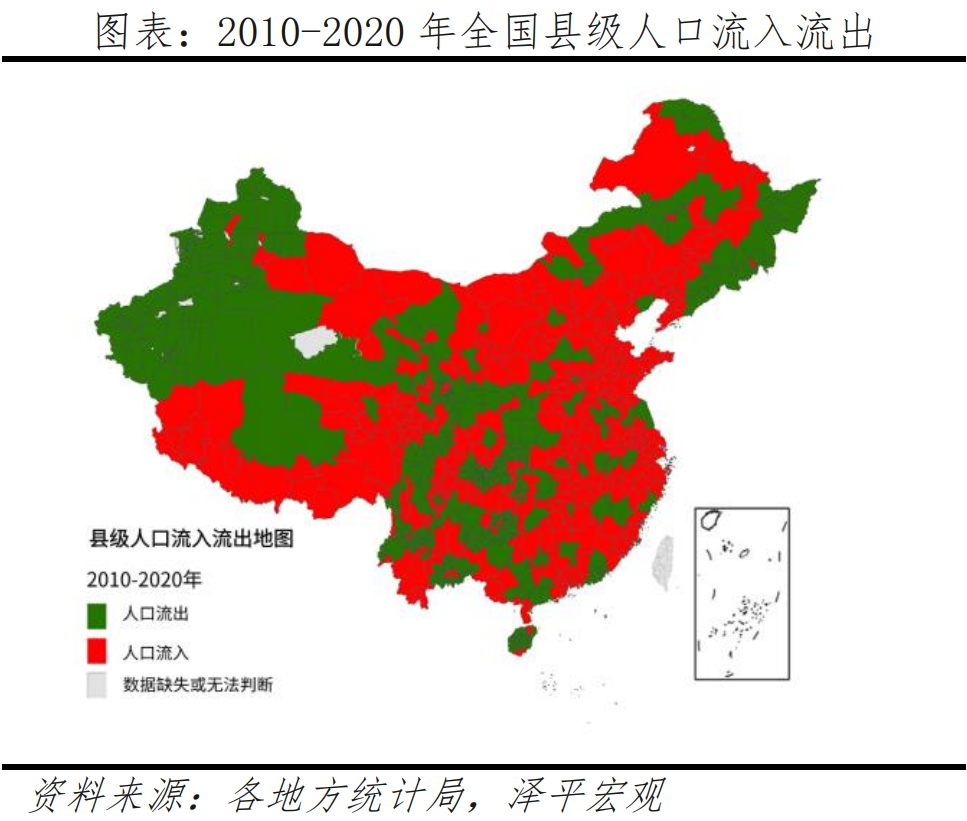 图表：2010-2020 年全国县级人口流入流出
县级人口流入流出地图
2010-2020年
人口流出
人口流入
数据缺失或无法判断
资料来源：各地方统计局，泽平宏观